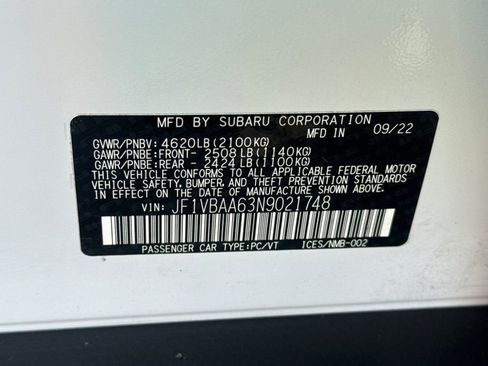 MFD BY SUBARU CORPORATION
MFD IN 09/22
GVWR/PNBV: 4620LB(2100KG)
GAWR/PNBE:FRONT- 2508LB(1140KG)
GAWR/PNBE:REAR - 2424LB(1100KG)
THIS VEHICLE CONFORMS TO ALL APPLICABLE FEDERAL MOTOR
VEHICLE SAFETY, BUMPER, AND THEFT PREVENTION STANDARDS
IN EFFECT ON THE DATE OF MANUFACTURE SHOWN ABOVE.
VIN: JF1VBAA63N9021748
PASSENGER CAR TYPE:PC/VT ICES/NMB-002